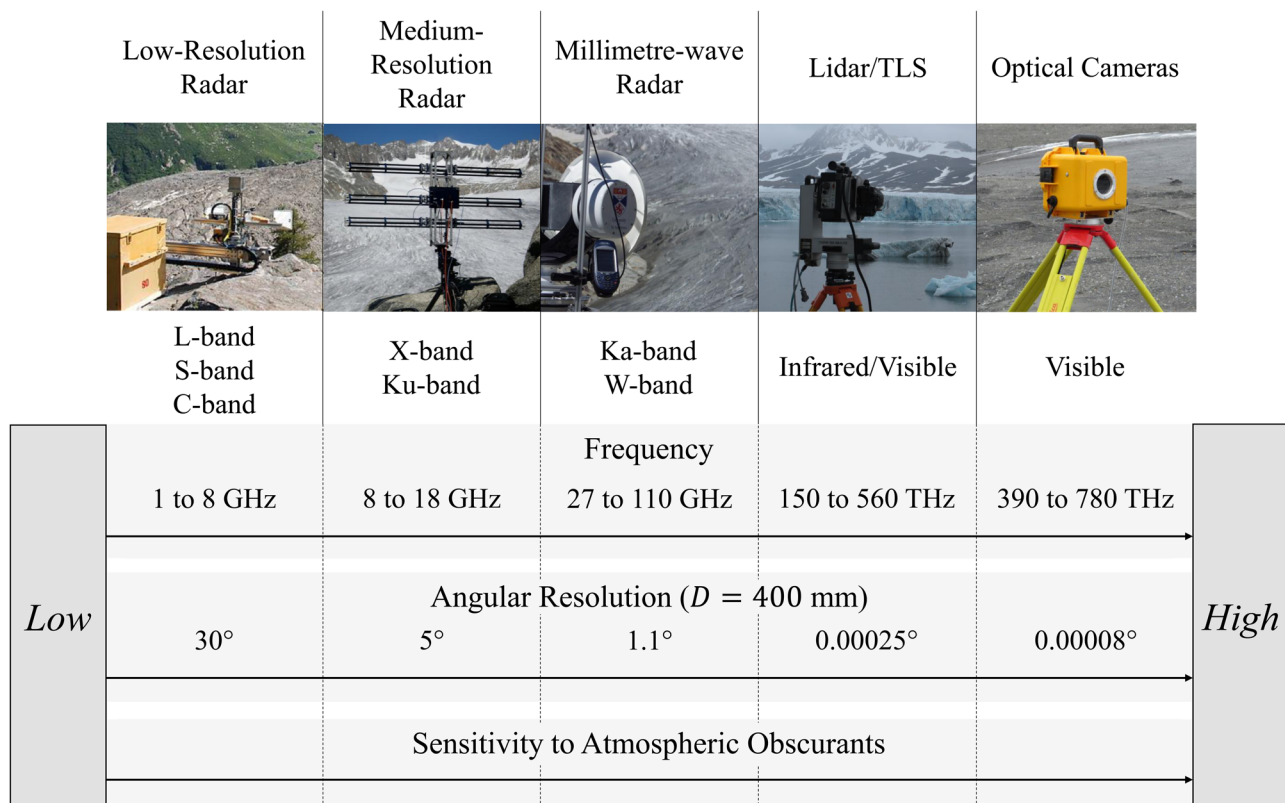 Low-Resolution
Radar
Medium-
Resolution
Radar
Millimetre-wave
Radar
Lidar/TLS
Optical Cameras
L-band
S-band
C-band
X-band
Ku-band
Ka-band
W-band
Infrared/Visible
Visible
Low
High
Frequency
1 to 8 GHz
8 to 18 GHz
27 to 110 GHz
150 to 560 THz
390 to 780 THz
Angular Resolution (D = 400 mm)
30°
5°
1.1°
0.00025°
0.00008°
Sensitivity to Atmospheric Obscurants